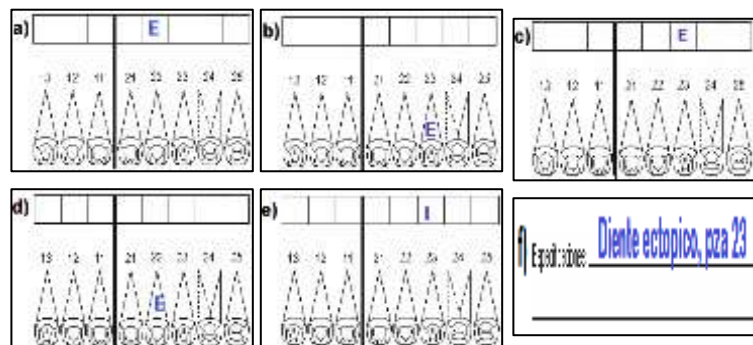 a) E
13 12 11 21 22 23 24 25
b)
13 12 11 21 22 23 24 25
E
c) E
13 12 11 21 22 23 24 25
d)
13 12 11 21 22 23 24 25
E
e) I
13 12 11 21 22 23 24 25
f) Especificaciones: Diente ectopico, pza 23